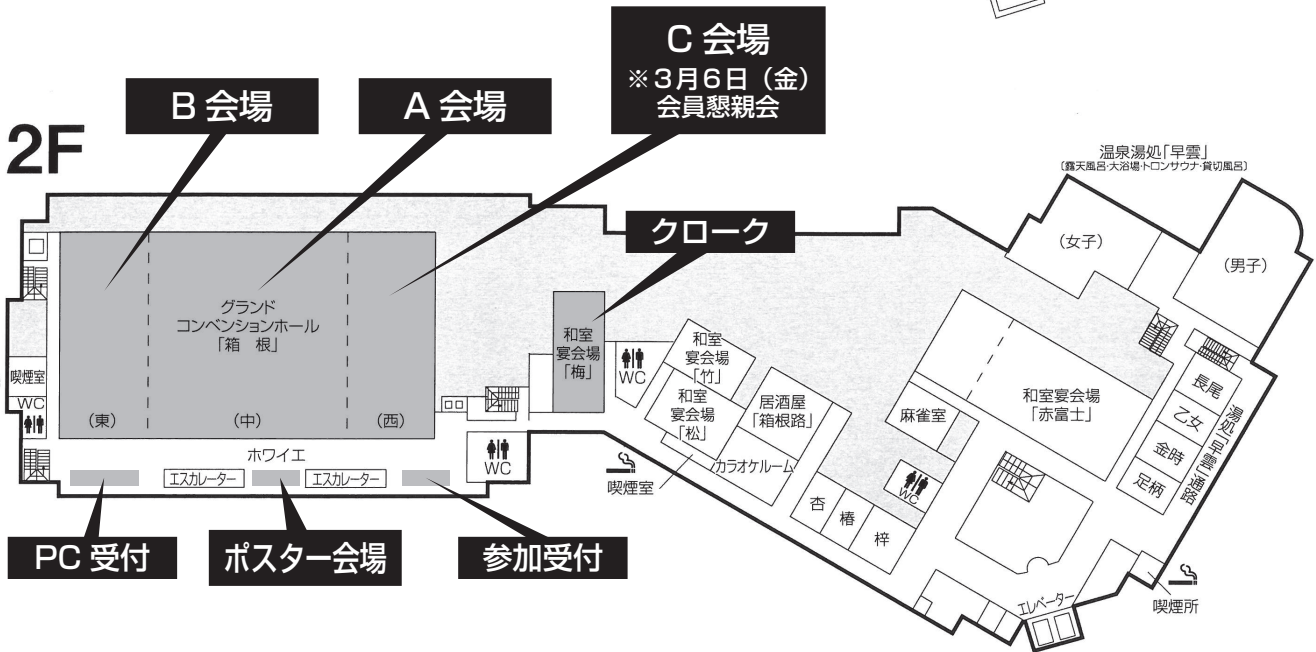 2F
B 会場
A 会場
C 会場
※3月6日(金)
会員懇親会
クローク
温泉湯処「早雲」
〔露天風呂・大浴場・トロンサウナ・貸切風呂〕
(女子)
(男子)
グランド
コンベンションホール
「箱 根」
(東)
(中)
(西)
喫煙室
WC
ホワイエ
エスカレーター
エスカレーター
WC
和室
宴会場
「梅」
WC
和室
宴会場
「竹」
和室
宴会場
「松」
居酒屋
「箱根路」
カラオケルーム
喫煙室
麻雀室
和室宴会場
「赤富士」
WC
杏
椿
梓
長尾
乙女
金時
足柄
湯処「早雲」通路
エレベーター
喫煙所
PC 受付
ポスター会場
参加受付